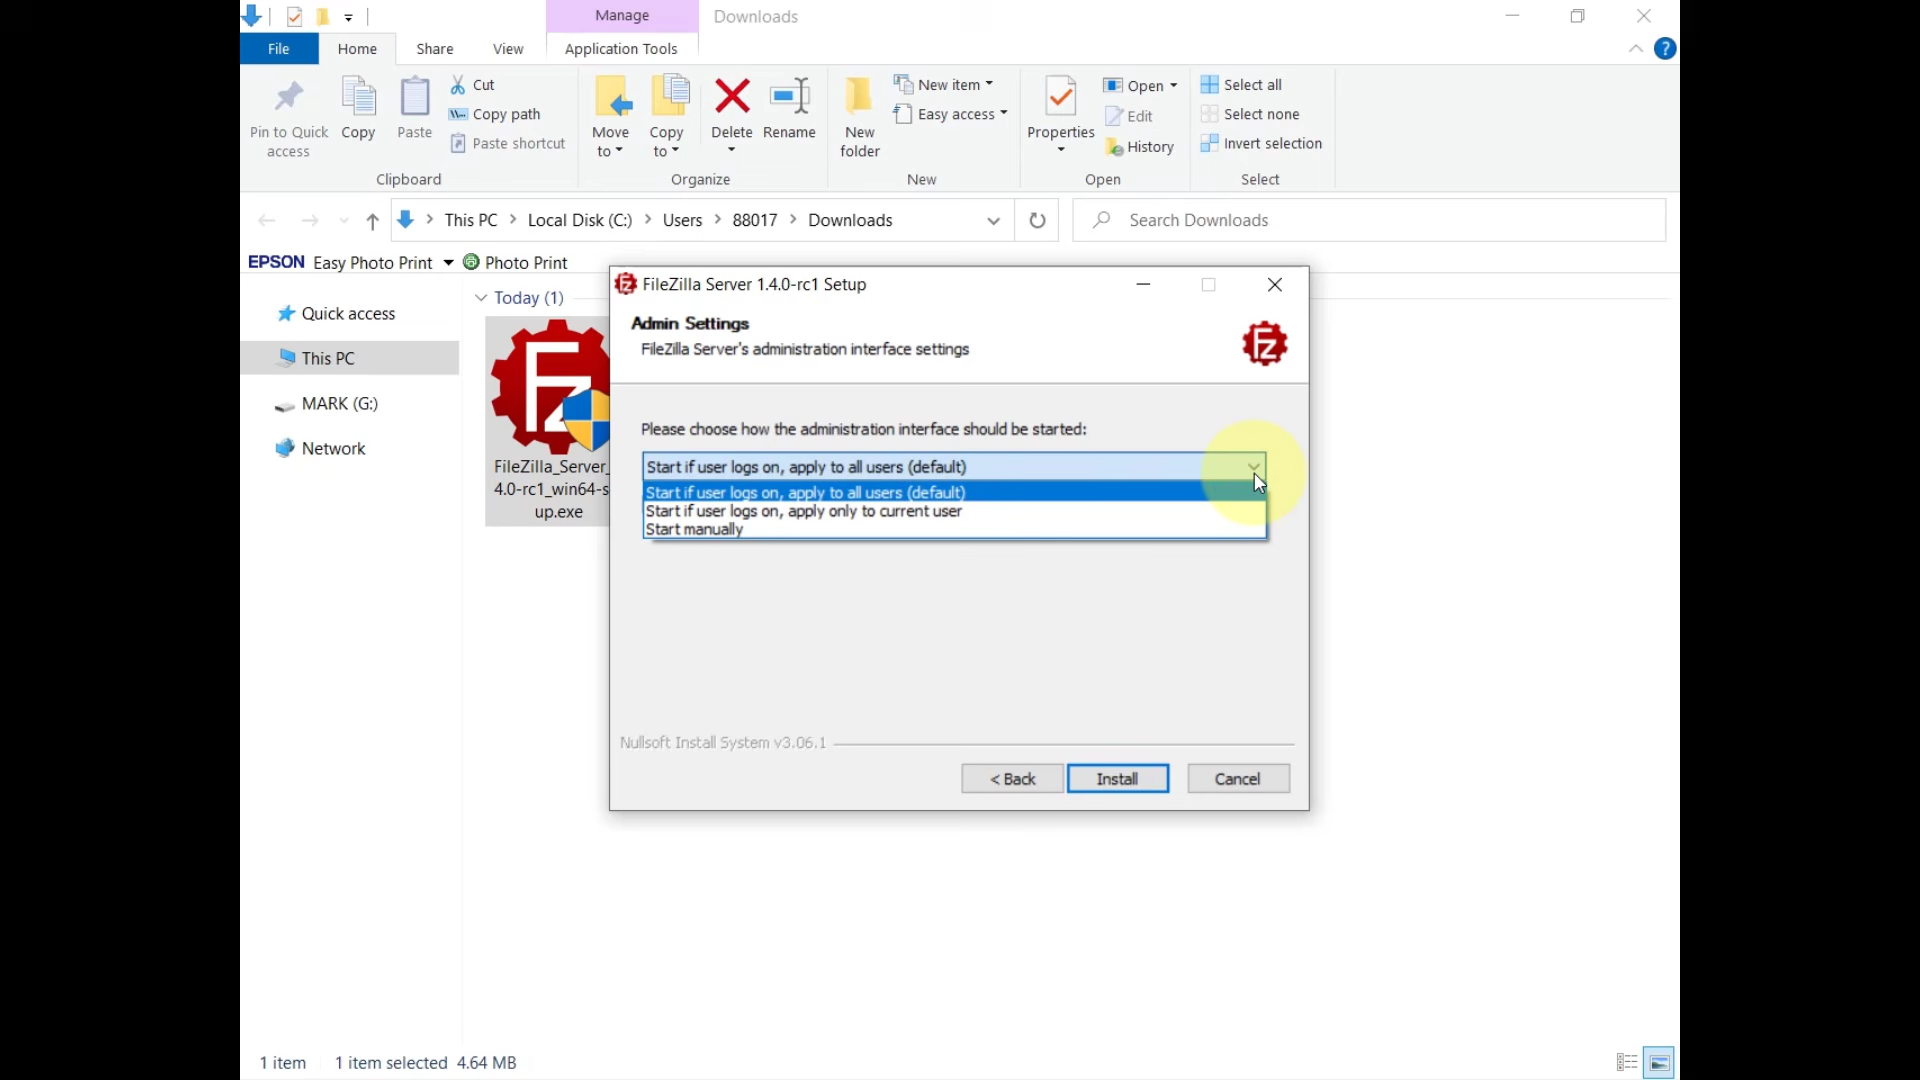 Manage
Downloads
File
Home
Share
View
Application Tools
Pin to Quick
access
Copy
Paste
Cut
Copy path
Paste shortcut
Clipboard
Move
to
Copy
to
Delete
Rename
Organize
New
folder
New item
Easy access
New
Properties
Open
Edit
History
Open
Select all
Select none
Invert selection
Select
This PC > Local Disk (C:) > Users > 88017 > Downloads
Search Downloads
EPSON Easy Photo Print
Photo Print
Quick access
This PC
MARK (G:)
Network
Today (1)
FileZilla_Server_
4.0-rc1_win64-s
up.exe
FileZilla Server 1.4.0-rc1 Setup
Admin Settings
FileZilla Server's administration interface settings
Please choose how the administration interface should be started:
Start if user logs on, apply to all users (default)
Start if user logs on, apply to all users (default)
Start if user logs on, apply only to current user
Start manually
Nullsoft Install System v3.06.1
< Back
Install
Cancel
1 item
1 item selected 4.64 MB